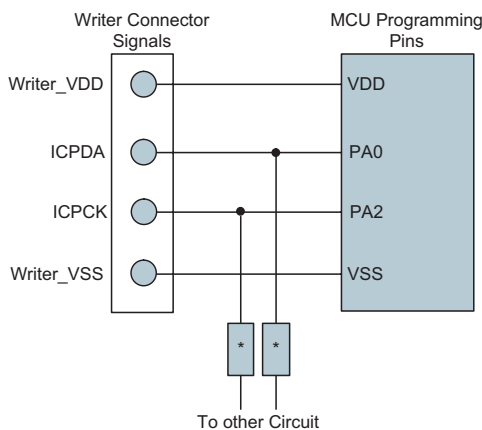 Writer Connector
Signals
MCU Programming
Pins
Writer_VDD
VDD
ICPDA
PA0
ICPCK
PA2
Writer_VSS
VSS
*
*
To other Circuit